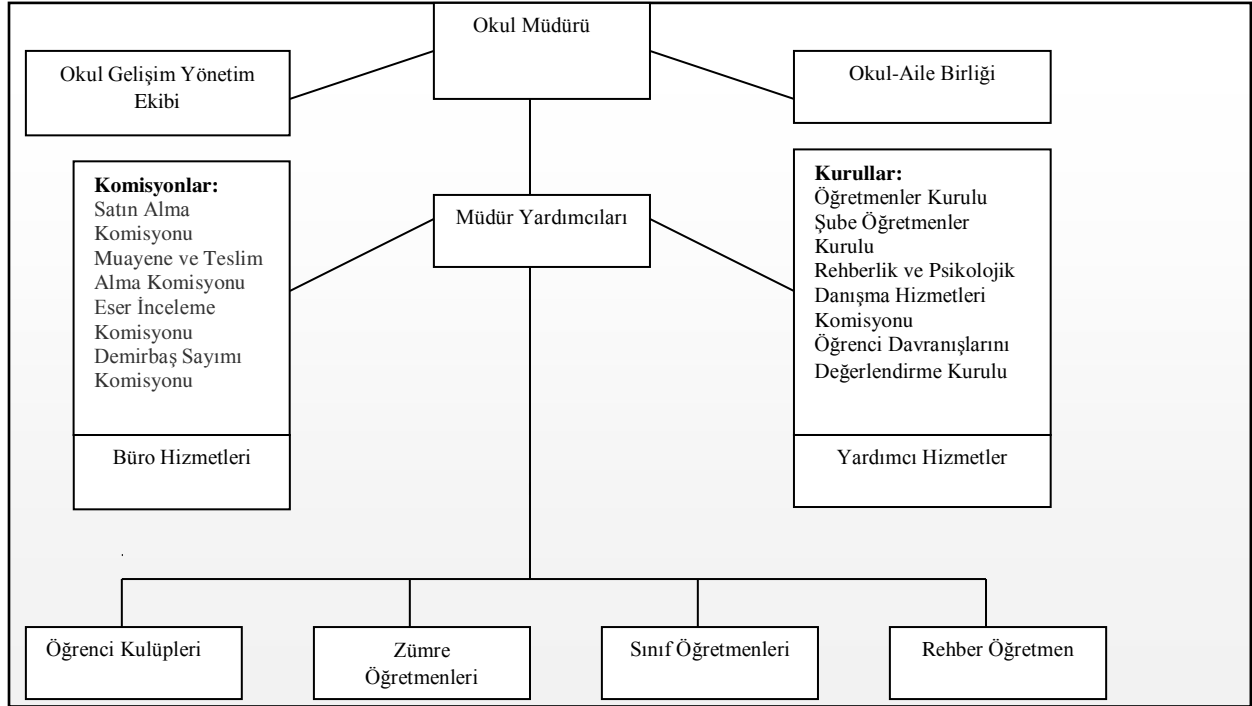 Okul Müdürü
Okul Gelişim Yönetim
Ekibi
Okul-Aile Birliği
Komisyonlar:
Satın Alma
Komisyonu
Muayene ve Teslim
Alma Komisyonu
Eser İnceleme
Komisyonu
Demirbaş Sayımı
Komisyonu
Müdür Yardımcıları
Kurullar:
Öğretmenler Kurulu
Şube Öğretmenler
Kurulu
Rehberlik ve Psikolojik
Danışma Hizmetleri
Komisyonu
Öğrenci Davranışlarını
Değerlendirme Kurulu
Büro Hizmetleri
Yardımcı Hizmetler
Öğrenci Kulüpleri
Zümre
Öğretmenleri
Sınıf Öğretmenleri
Rehber Öğretmen